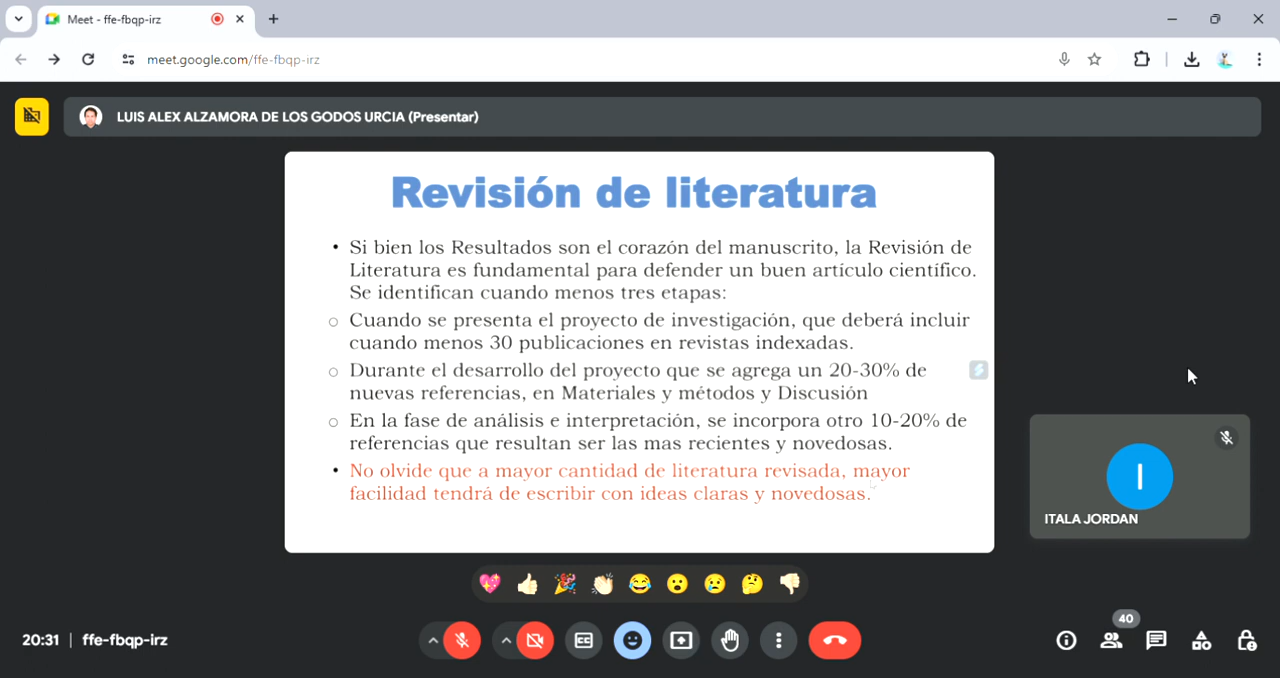 Meet - ffe-fbqp-irz
meet.google.com/ffe-fbqp-irz
LUIS ALEX ALZAMORA DE LOS GODOS URCIA (Presentar)
Revisión de literatura
• Si bien los Resultados son el corazón del manuscrito, la Revisión de
Literatura es fundamental para defender un buen artículo científico.
Se identifican cuando menos tres etapas:
○ Cuando se presenta el proyecto de investigación, que deberá incluir
cuando menos 30 publicaciones en revistas indexadas.
○ Durante el desarrollo del proyecto que se agrega un 20-30% de
nuevas referencias, en Materiales y métodos y Discusión
○ En la fase de análisis e interpretación, se incorpora otro 10-20% de
referencias que resultan ser las mas recientes y novedosas.
• No olvide que a mayor cantidad de literatura revisada, mayor
facilidad tendrá de escribir con ideas claras y novedosas.
I
ITALA JORDAN
40
20:31 | ffe-fbqp-irz